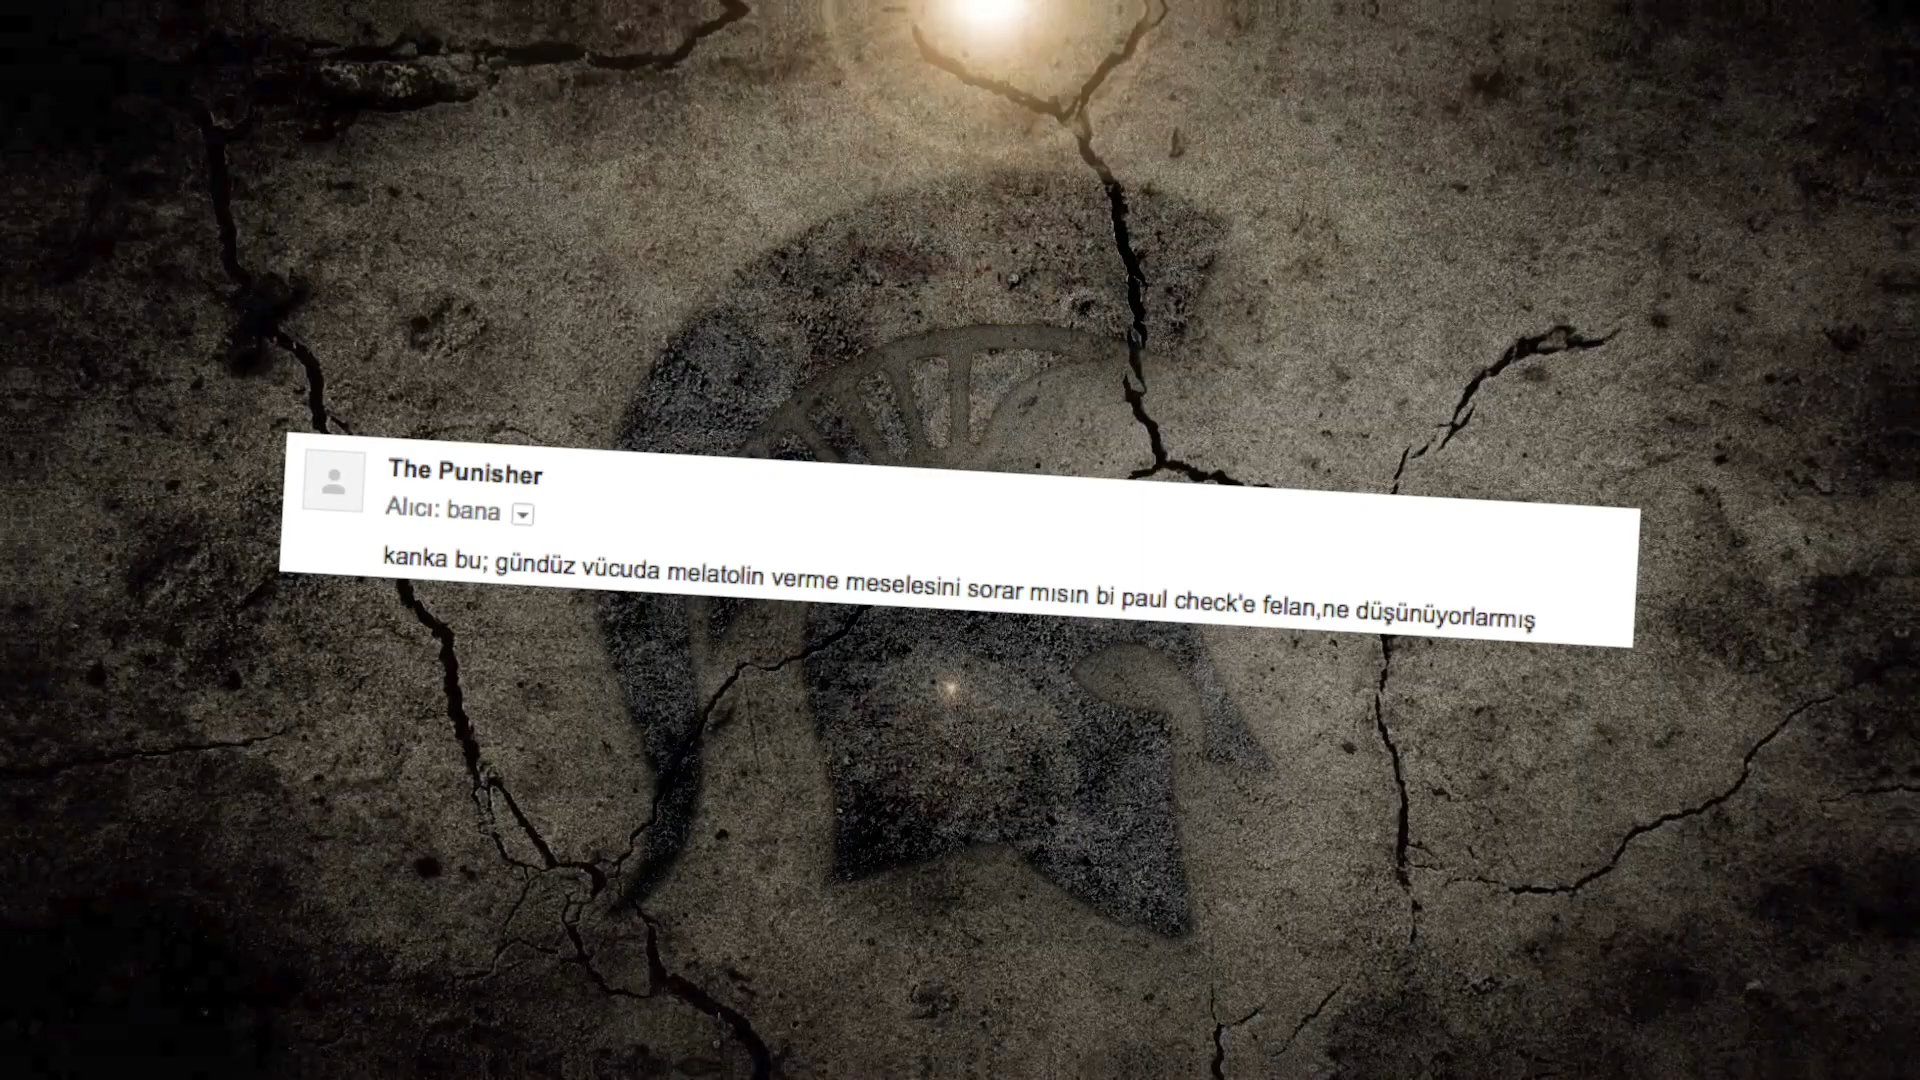 The Punisher
Alıcı: bana
kanka bu; gündüz vücuda melatolin verme meselesini sorar mısın bi paul check'e felan,ne düşünüyorlarmış